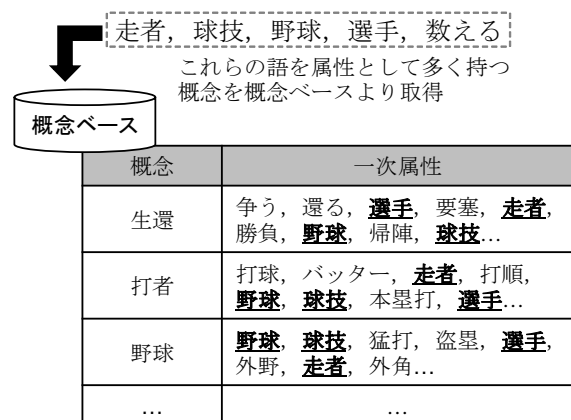 走者，球技，野球，選手，数える
これらの語を属性として多く持つ
概念を概念ベースより取得
概念ベース
概念 一次属性
生還 争う，還る，選手，要塞，走者，
勝負，野球，帰陣，球技…
打者 打球，バッター，走者，打順，
野球，球技，本塁打，選手…
野球 野球，球技，猛打，盗塁，選手，
外野，走者，外角…
… …